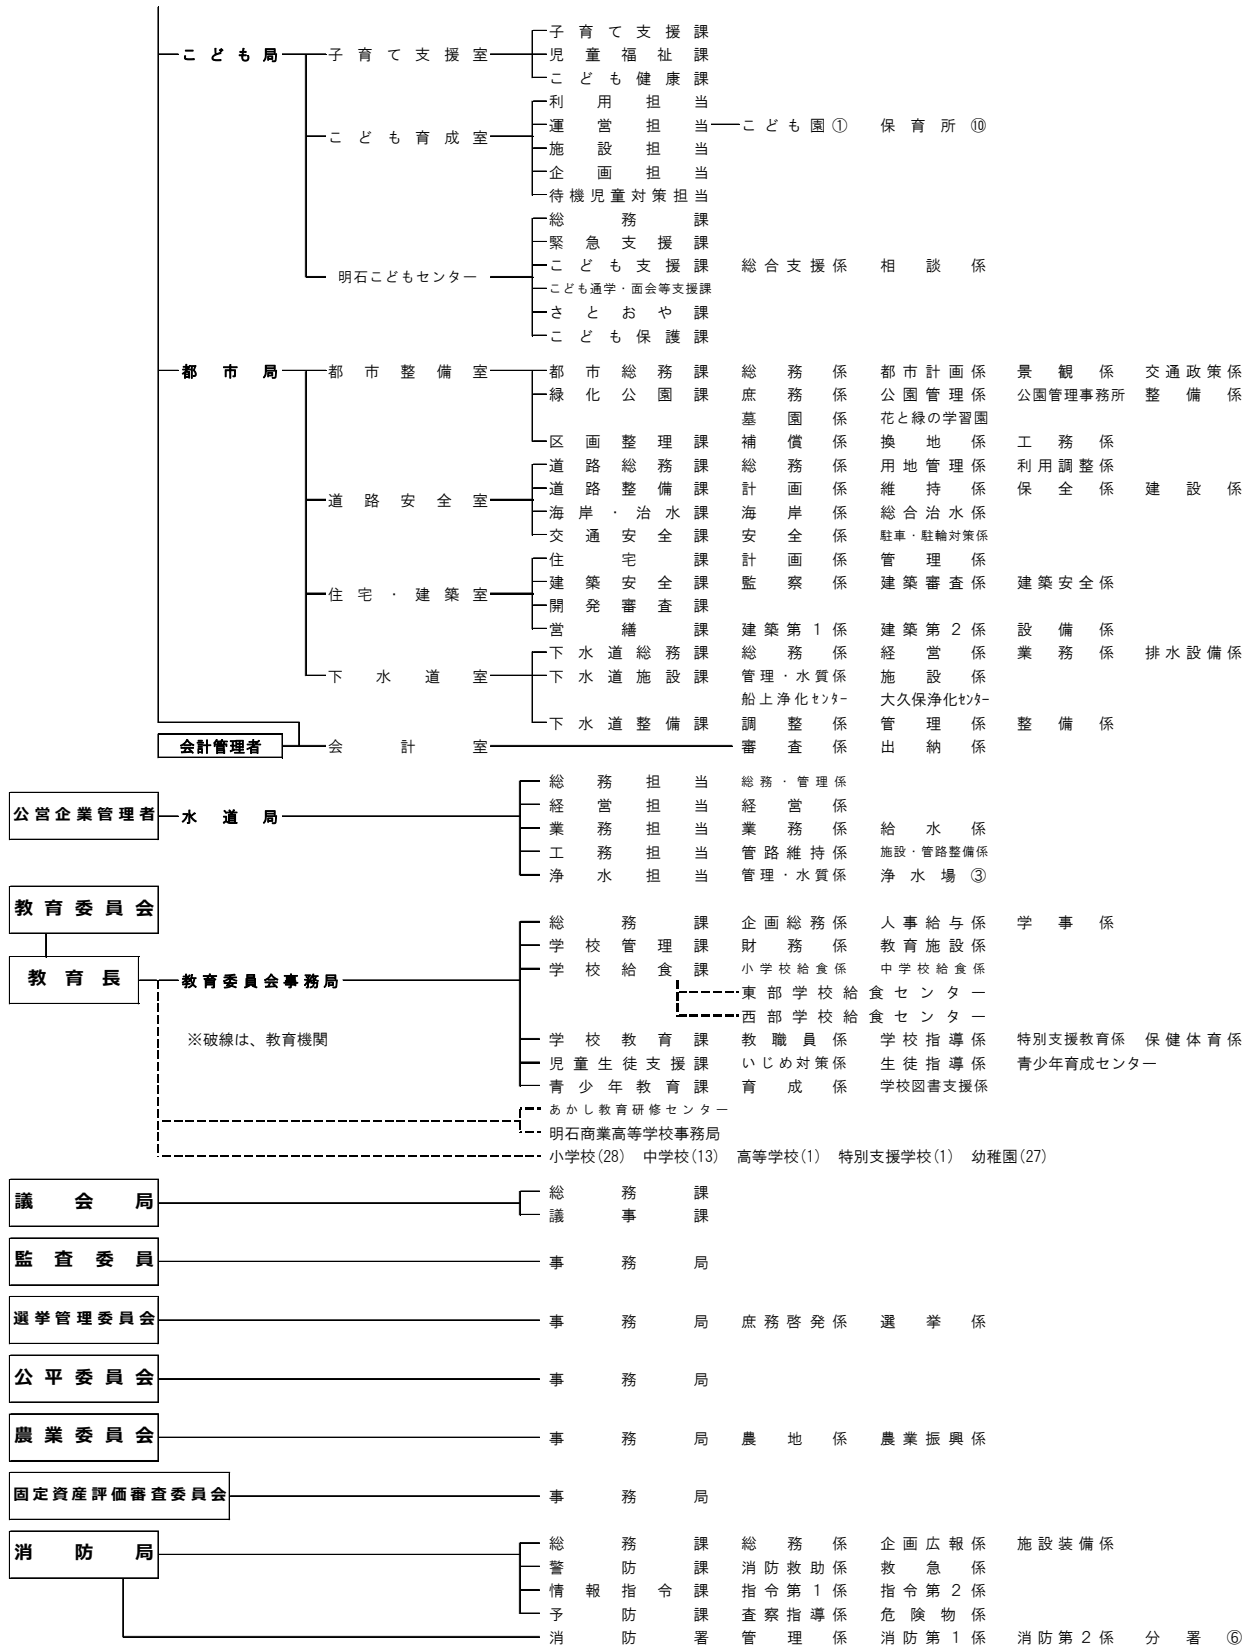 子育て支援課
こども局 子育て支援室 児童福祉課
こども健康課
利用担当
運営担当 こども園① 保育所⑩
こども育成室 施設担当
企画担当
待機児童対策担当
総務課
緊急支援課
こども支援課 総合支援係 相談係
明石こどもセンター こども通学・面会等支援課
さとおや課
こども保護課
都市局 都市整備室 都市総務課 総務係 都市計画係 景観係 交通政策係
緑化公園課 庶務係 公園管理係 公園管理事務所 整備係
墓園係 花と緑の学習園
区画整理課 補償係 換地係 工務係
道路総務課 総務係 用地管理係 利用調整係
道路安全室 道路整備課 計画係 維持係 保全係 建設係
海岸・治水課 海岸係 総合治水係
交通安全課 安全係 駐車・駐輪対策係
住宅課 計画係 管理係
建築安全課 監察係 建築審査係 建築安全係
住宅・建築室 開発審査課
営繕課 建築第1係 建築第2係 設備係
下水道総務課 総務係 経営係 業務係 排水設備係
下水道室 下水道施設課 管理・水質係 施設係
船上浄化センター 大久保浄化センター
下水道整備課 調整係 管理係 整備係
会計管理者 会計室 審査係 出納係
総務担当 総務・管理係
経営担当 経営係
公営企業管理者 水道局 業務担当 業務係 給水係
工務担当 管路維持係 施設・管路整備係
浄水担当 管理・水質係 浄水場③
教育委員会
総務課 企画総務係 人事給与係 学事係
学校管理課 財務係 教育施設係
学校給食課 小学校給食係 中学校給食係
教育長 教育委員会事務局
東部学校給食センター
西部学校給食センター
※破線は、教育機関 学校教育課 教職員係 学校指導係 特別支援教育係 保健体育係
児童生徒支援課 いじめ対策係 生徒指導係 青少年育成センター
青少年教育課 育成係 学校図書支援係
あかし教育研修センター
明石商業高等学校事務局
小学校(28) 中学校(13) 高等学校(1) 特別支援学校(1) 幼稚園(27)
議会局 総務課
議事課
監査委員 事務局
選挙管理委員会 事務局 庶務啓発係 選挙係
公平委員会 事務局
農業委員会 事務局 農地係 農業振興係
固定資産評価審査委員会 事務局
消防局 総務課 総務係 企画広報係 施設装備係
警防課 消防救助係 救急係
情報指令課 指令第1係 指令第2係
予防課 査察指導係 危険物係
消防署 管理係 消防第1係 消防第2係 分署⑥